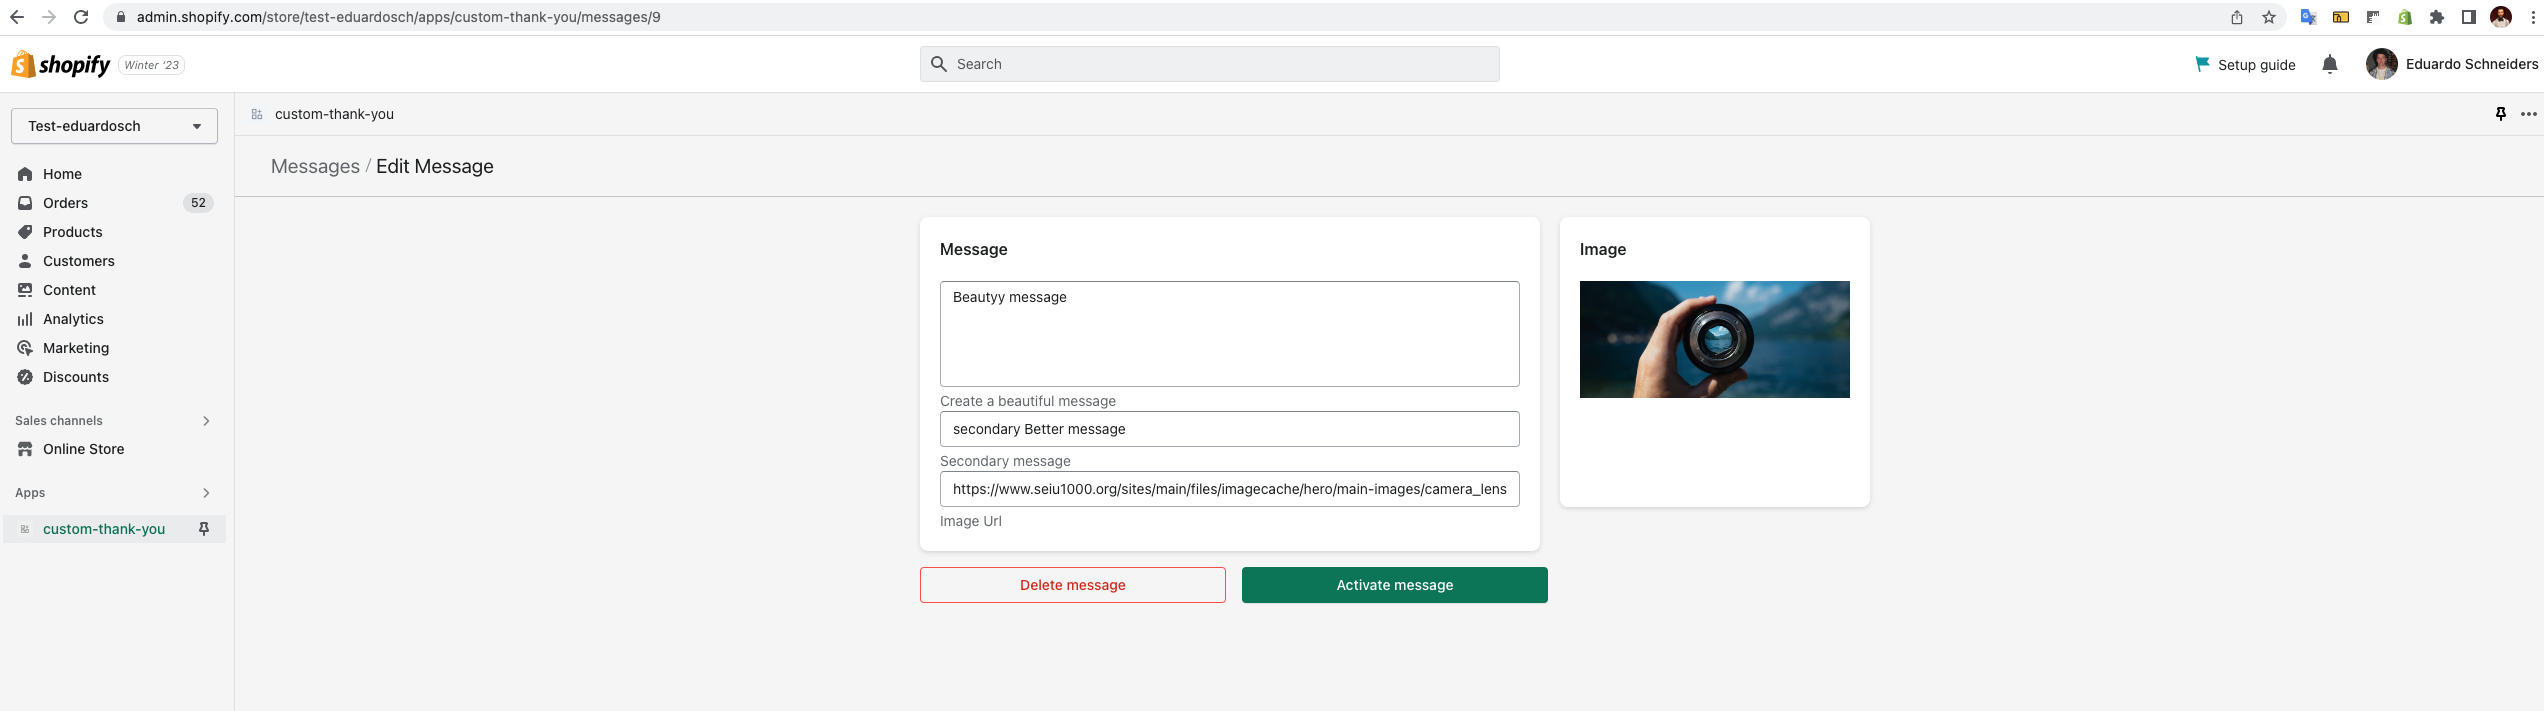 admin.shopify.com/store/test-eduardosch/apps/custom-thank-you/messages/9
shopify Winter '23
Search
Setup guide
Eduardo Schneiders
Test-eduardosch
Home
Orders 52
Products
Customers
Content
Analytics
Marketing
Discounts
Sales channels
Online Store
Apps
custom-thank-you
custom-thank-you
Messages / Edit Message
Message
Beautyy message
Create a beautiful message
secondary Better message
Secondary message
https://www.seiu1000.org/sites/main/files/imagecache/hero/main-images/camera_lens
Image Url
Delete message
Activate message
Image